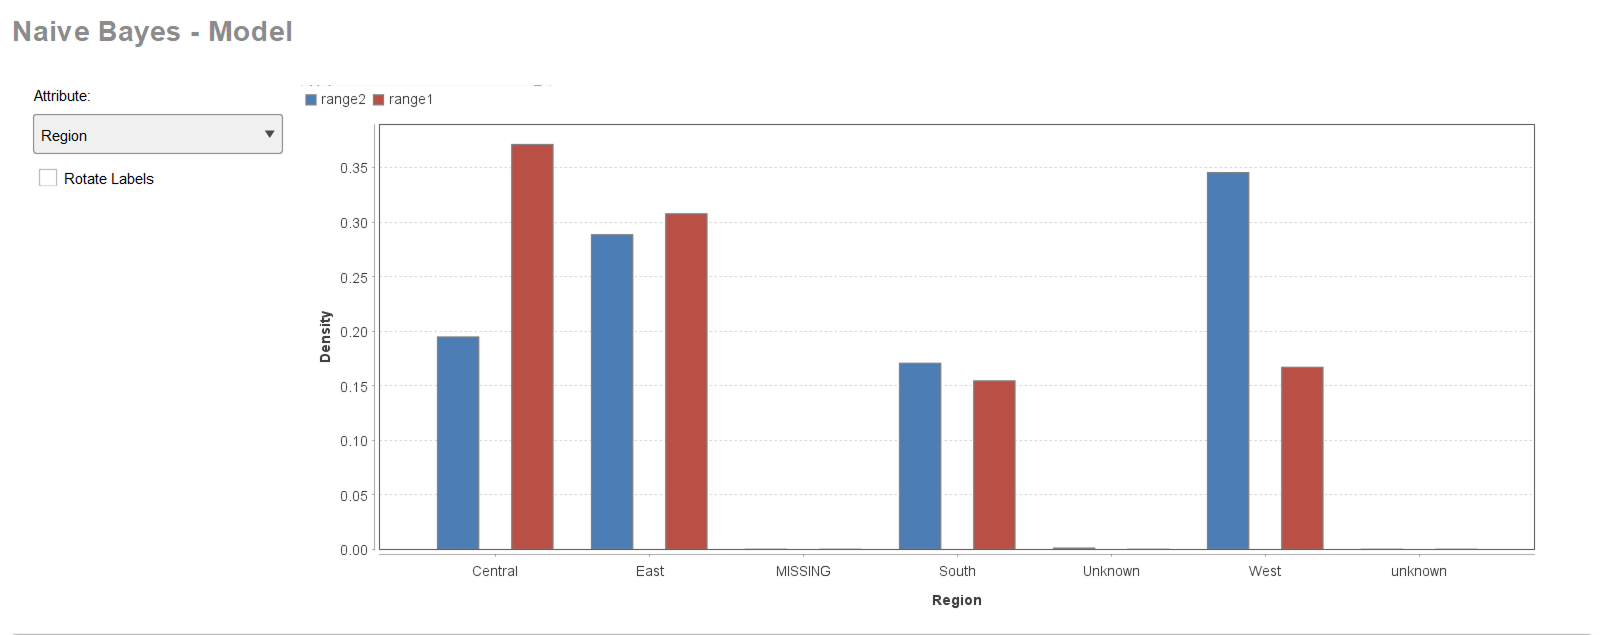 Naive Bayes - Model
Attribute:
Region
Rotate Labels
range2 range1
0.35
0.30
0.25
0.20
0.15
0.10
0.05
0.00
Density
Central East MISSING South Unknown West unknown
Region